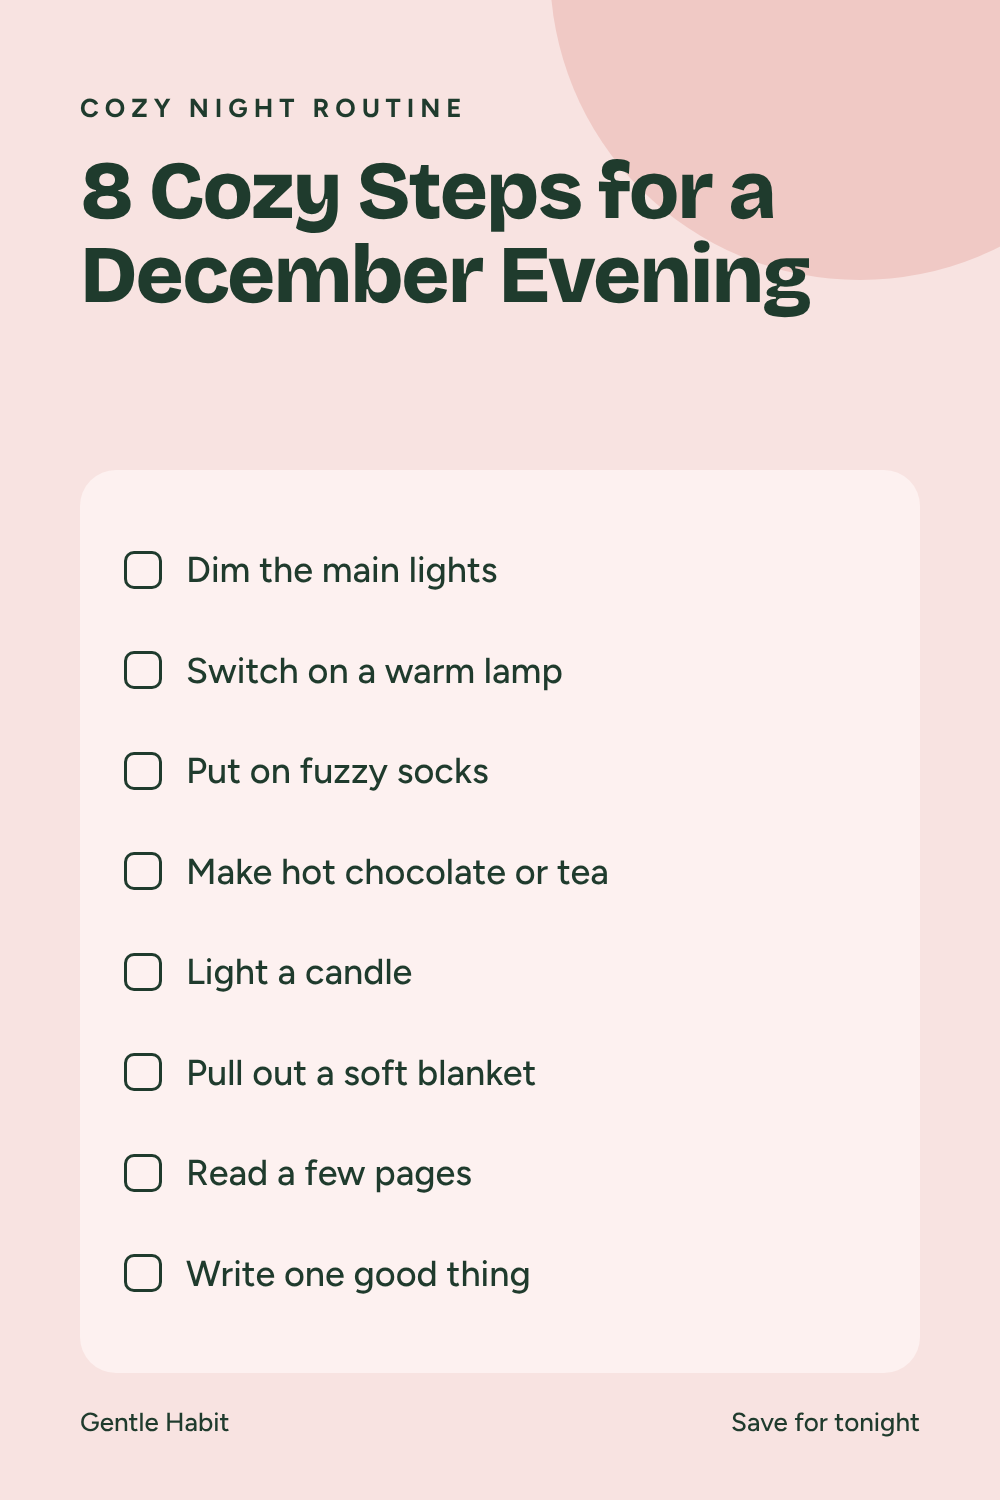 COZY NIGHT ROUTINE
8 Cozy Steps for a
December Evening
Dim the main lights
Switch on a warm lamp
Put on fuzzy socks
Make hot chocolate or tea
Light a candle
Pull out a soft blanket
Read a few pages
Write one good thing
Gentle Habit
Save for tonight